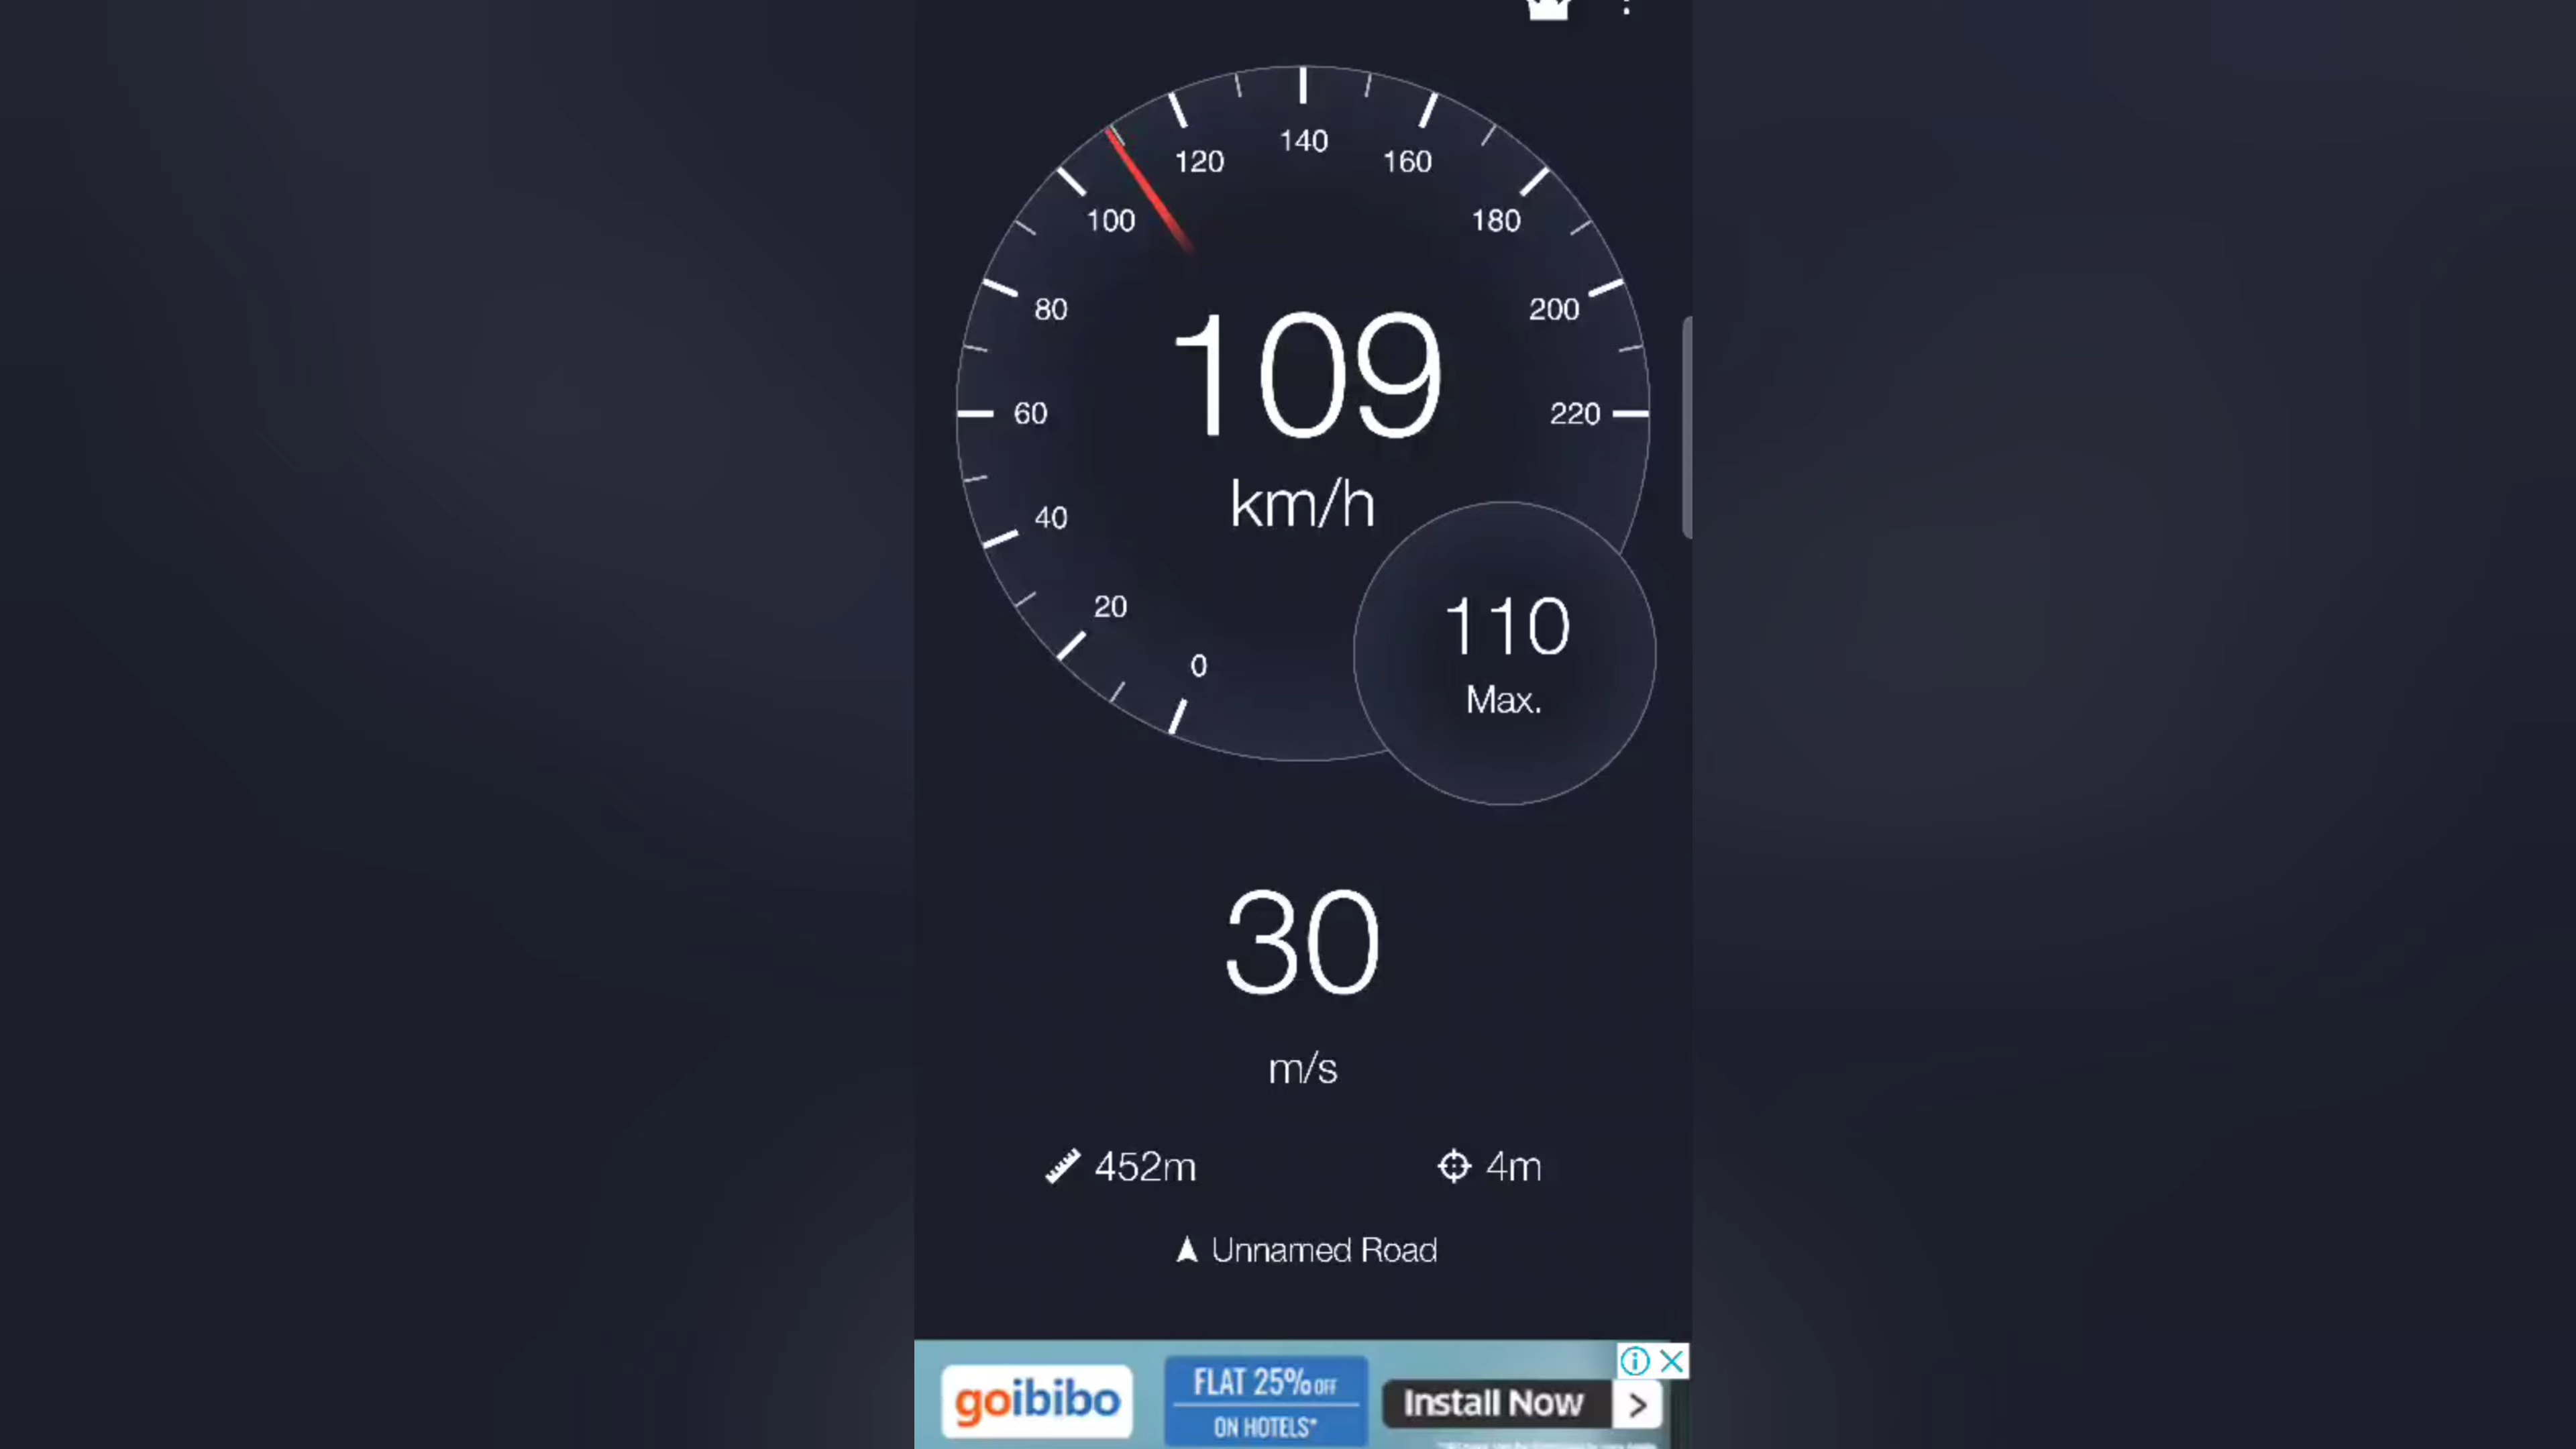 140
120
160
100
180
80
200
109
60
220
km/h
40
20
110
0
Max.
30
m/s
452m
4m
Unnamed Road
goibibo
FLAT 25% OFF
ON HOTELS*
Install Now